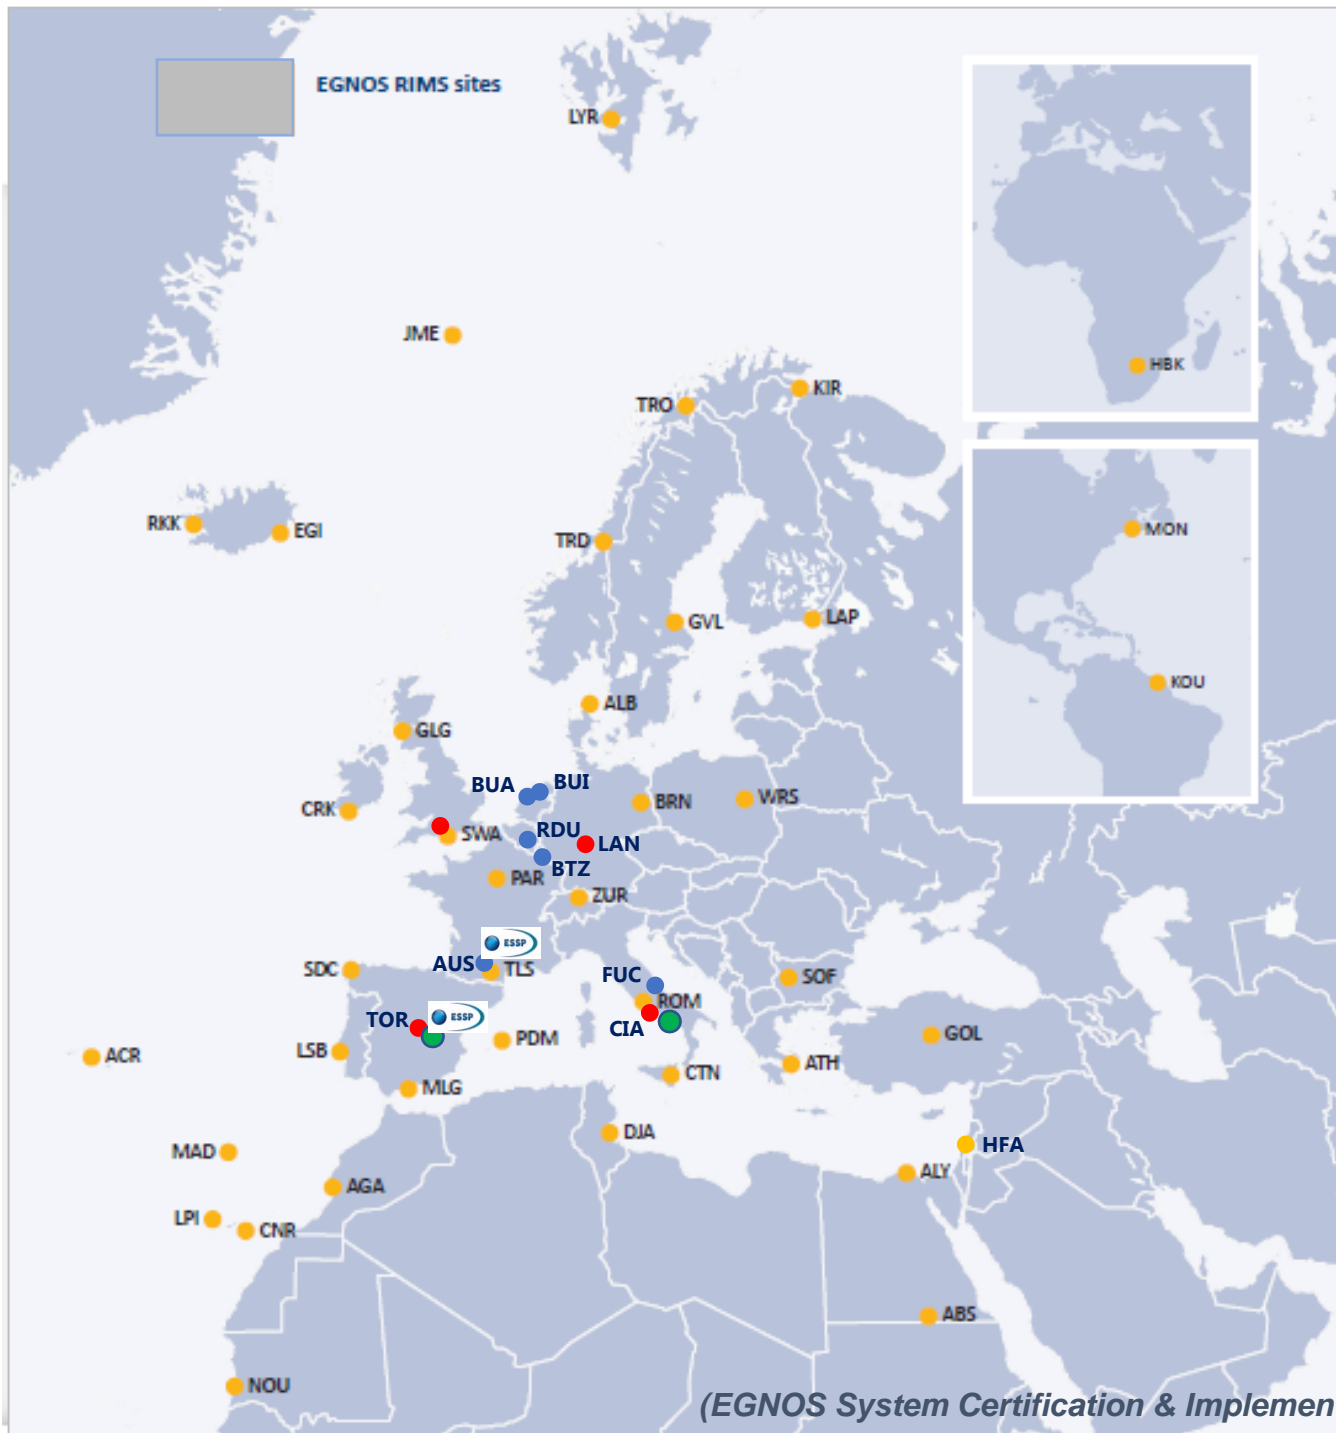 EGNOS RIMS sites
LYR
JME
HBK
KIR
TRO
RKK
EGI
TRD
MON
GVL
LAP
KOU
ALB
GLG
BUA
BUI
CRK
BRN
WRS
SWA
RDU
LAN
BTZ
PAR
ZUR
ESSP
SDC
AUS
TLS
FUC
SOF
ROM
TOR
ESSP
CIA
PDM
GOL
ACR
LSB
ATH
CTN
MLG
DJA
HFA
MAD
ALY
AGA
LPI
CNR
ABS
NOU
(EGNOS System Certification & Implemen